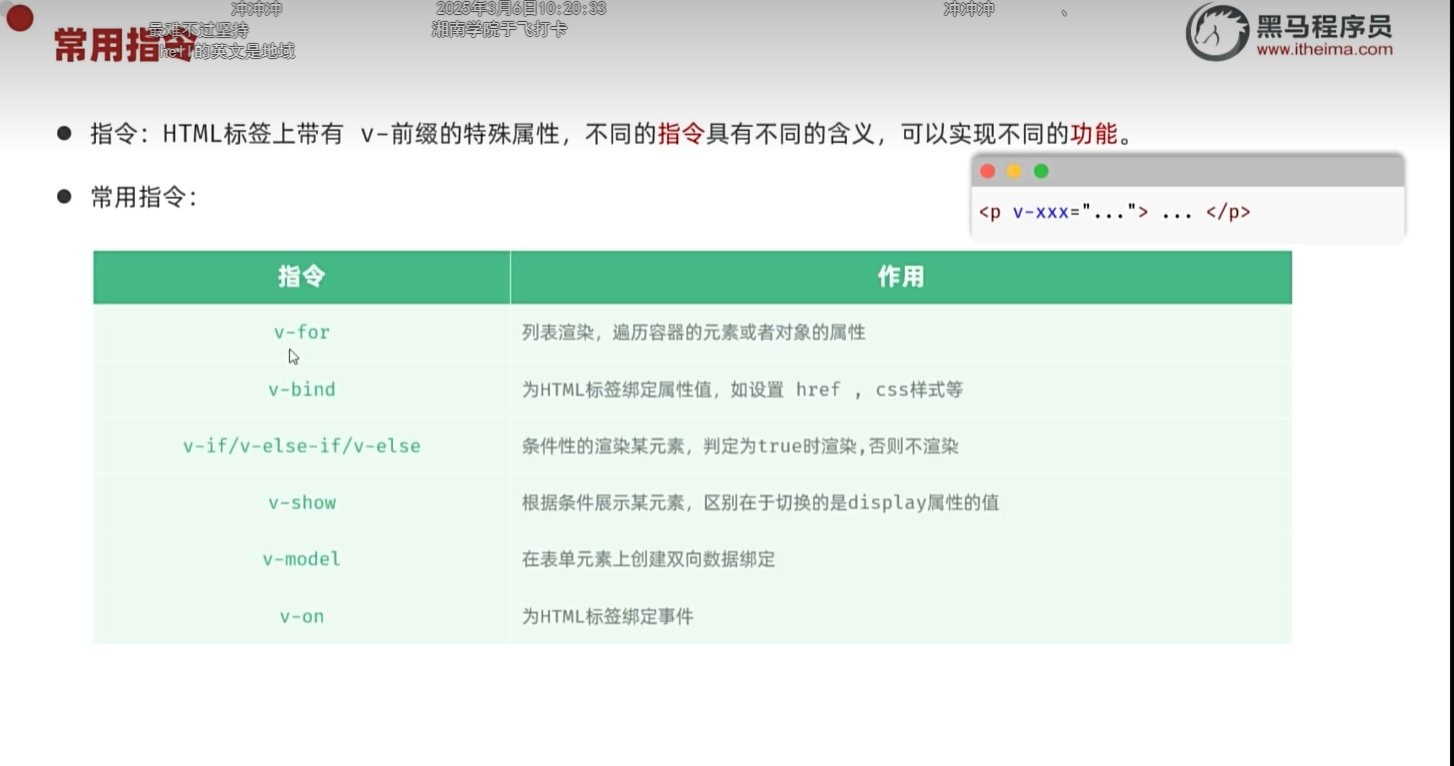 冲冲冲 2025年3月6日10:20:33 冲冲冲 、
最难不过坚持 湘南学院于飞打卡
常用指令
hell的英文是地域
黑马程序员
www.itheima.com
指令：HTML标签上带有 v-前缀的特殊属性，不同的指令具有不同的含义，可以实现不同的功能。
常用指令：
<p v-xxx="..."> ... </p>
指令 作用
v-for 列表渲染，遍历容器的元素或者对象的属性
v-bind 为HTML标签绑定属性值，如设置 href , css样式等
v-if/v-else-if/v-else 条件性的渲染某元素，判定为true时渲染,否则不渲染
v-show 根据条件展示某元素，区别在于切换的是display属性的值
v-model 在表单元素上创建双向数据绑定
v-on 为HTML标签绑定事件